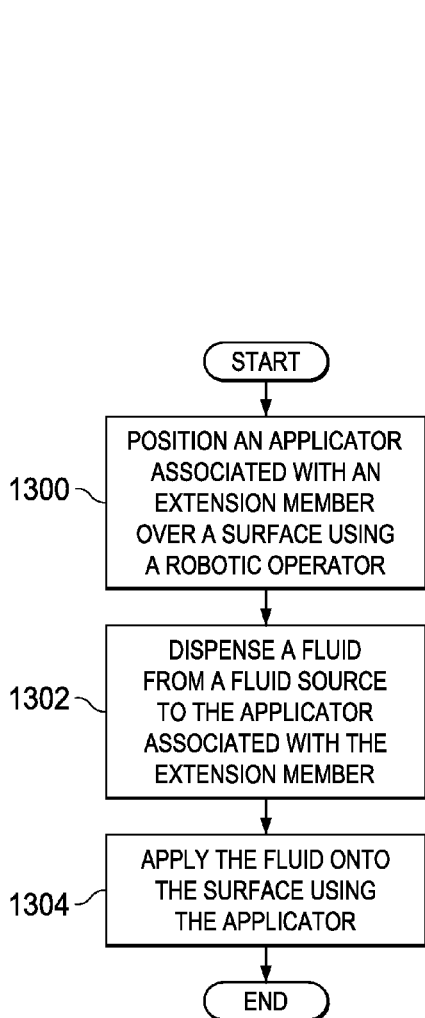 START
1300
POSITION AN APPLICATOR
ASSOCIATED WITH AN
EXTENSION MEMBER
OVER A SURFACE USING
A ROBOTIC OPERATOR
1302
DISPENSE A FLUID
FROM A FLUID SOURCE
TO THE APPLICATOR
ASSOCIATED WITH THE
EXTENSION MEMBER
1304
APPLY THE FLUID ONTO
THE SURFACE USING
THE APPLICATOR
END